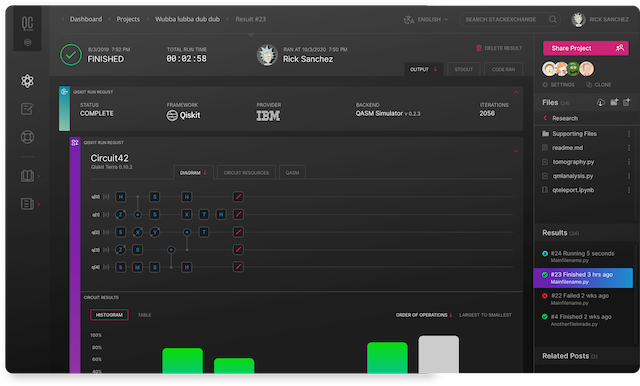 QC
Dashboard > Projects > Wubba lubba dub dub > Result #23
ENGLISH
SEARCH STACKEXCHANGE
RICK SANCHEZ
8/3/2019 7:52 PM
FINISHED
TOTAL RUN TIME
00:02:58
RAN AT 10/3/2020 7:50 PM
Rick Sanchez
DELETE RESULT
OUTPUT
STDOUT
CODE RAN
QISKIT RUN REQUST
STATUS
COMPLETE
FRAMEWORK
Qiskit
PROVIDER
IBM
BACKEND
QASM Simulator v 0.2.3
ITERATIONS
2056
QISKIT RUN REQUST
Circuit42
Qiskit Terra 0.10.2
DIAGRAM
CIRCUIT RESOURCES
QASM
q[0] H S H
q[1] Z S X T H
q[2] S X Y T
q[3] Z S
q[4] S W S H H
CIRCUIT RESULTS
HISTOGRAM
TABLE
ORDER OF OPERATIONS
LARGEST TO SMALLEST
100%
80%
60%
40%
Share Project
SETTINGS
CLONE
Files
Research
Supporting Files
readme.md
tomography.py
qmlanalysis.py
qteleport.ipynb
Results (24)
#24 Running 5 seconds
Mainfilename.py
#23 Finished 3 hrs ago
Mainfilename.py
#22 Failed 2 wks ago
Mainfilename.py
#4 Finished 2 wks ago
Anotherfilemade.py
Related Posts (3)